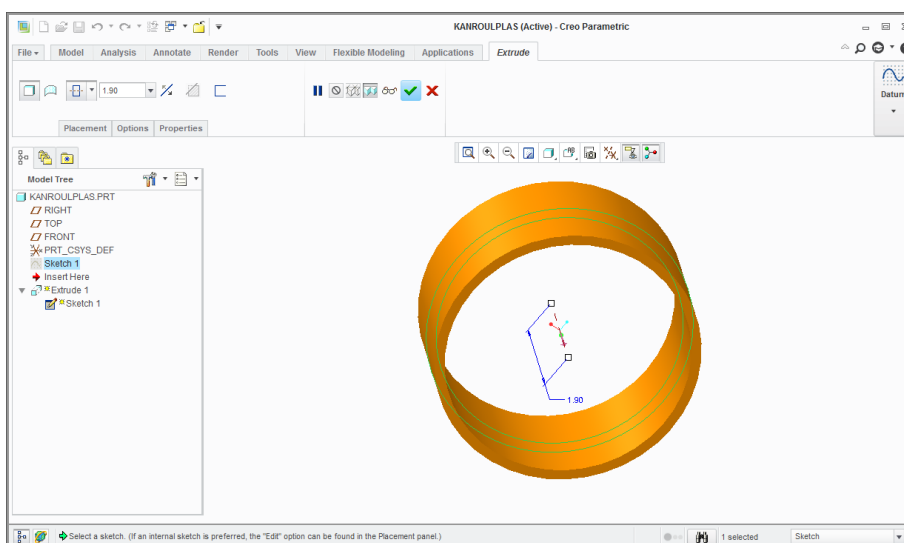 KANROULPLAS (Active) - Creo Parametric
File Model Analysis Annotate Render Tools View Flexible Modeling Applications Extrude
1.90
Datum
Placement Options Properties
Model Tree
KANROULPLAS.PRT
RIGHT
TOP
FRONT
PRT_CSYS_DEF
Sketch 1
Insert Here
Extrude 1
Sketch 1
1.90
Select a sketch. (If an internal sketch is preferred, the "Edit" option can be found in the Placement panel.) 1 selected Sketch